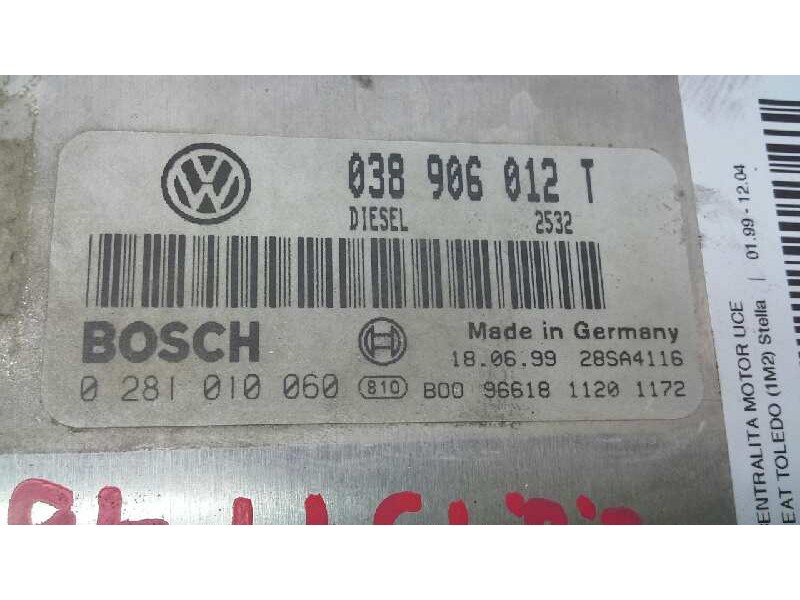 038 906 012 T
DIESEL 2532
BOSCH
Made in Germany
18.06.99 28SA4116
0 281 010 060 810 B00 96618 1120 1172
CENTRALITA MOTOR UCE
EAT TOLEDO (1M2) Stella | 01.99 - 12.04